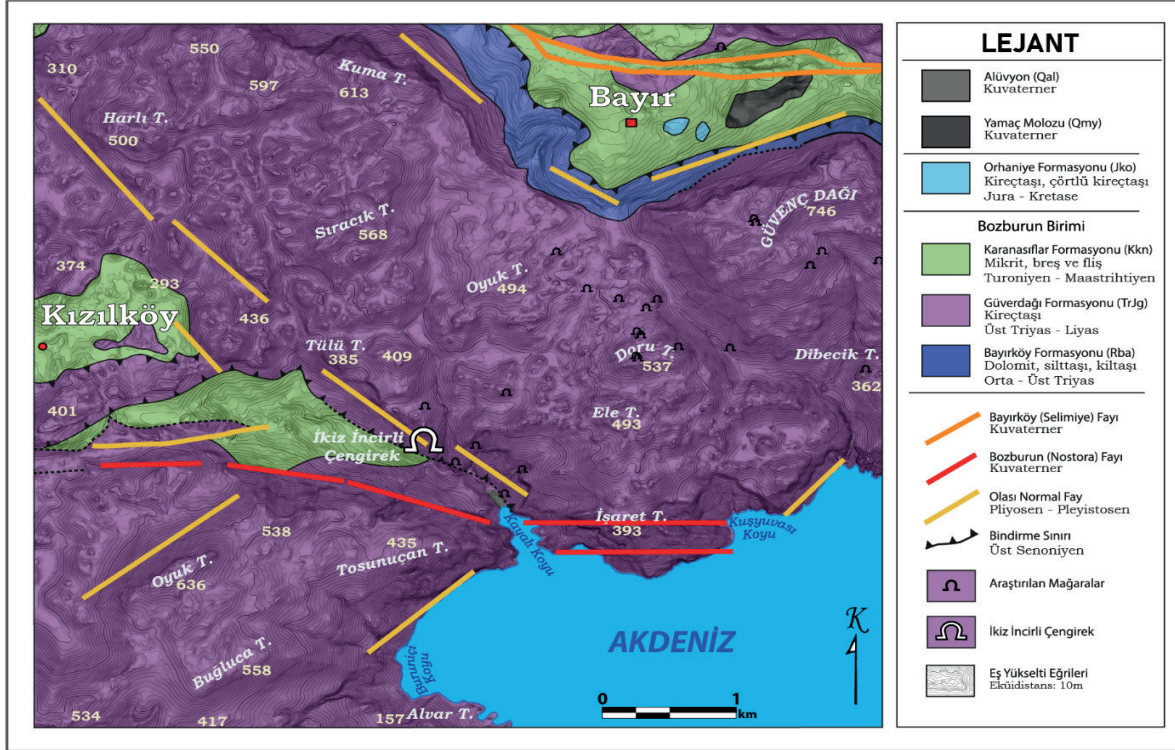 550
310
597
Kuma T.
613
Harlı T.
500
Bayır
Sıracık T.
568
GÜVENÇ DAĞI
746
374
293
Oyuk T.
494
Kızılköy
436
Tülü T.
385
409
Doru T.
537
Dibecik T.
362
401
Ele T.
493
İkiz İncirli
Çengirek
538
435
Tosunuçan T.
İşaret T.
393
Kayalı Koyu
Kuşyuvası
Koyu
Oyuk T.
636
Buğluca T.
558
Buruniçi
Koyu
AKDENİZ
K
534
417
157
Alvar T.
0
1
km
LEJANT
Alüvyon (Qal)
Kuvaterner
Yamaç Molozu (Qmy)
Kuvaterner
Orhaniye Formasyonu (Jko)
Kireçtaşı, çörtlü kireçtaşı
Jura - Kretase
Bozburun Birimi
Karanasıflar Formasyonu (Kkn)
Mikrit, breş ve fliş
Turoniyen - Maastrihtiyen
Güverdağı Formasyonu (TrJg)
Kireçtaşı
Üst Triyas - Liyas
Bayırköy Formasyonu (Rba)
Dolomit, silttaşı, kiltaşı
Orta - Üst Triyas
Bayırköy (Selimiye) Fayı
Kuvaterner
Bozburun (Nostora) Fayı
Kuvaterner
Olası Normal Fay
Pliyosen - Pleyistosen
Bindirme Sınırı
Üst Senoniyen
Araştırılan Mağaralar
İkiz İncirli Çengirek
Eş Yükselti Eğrileri
Eküidistans: 10m